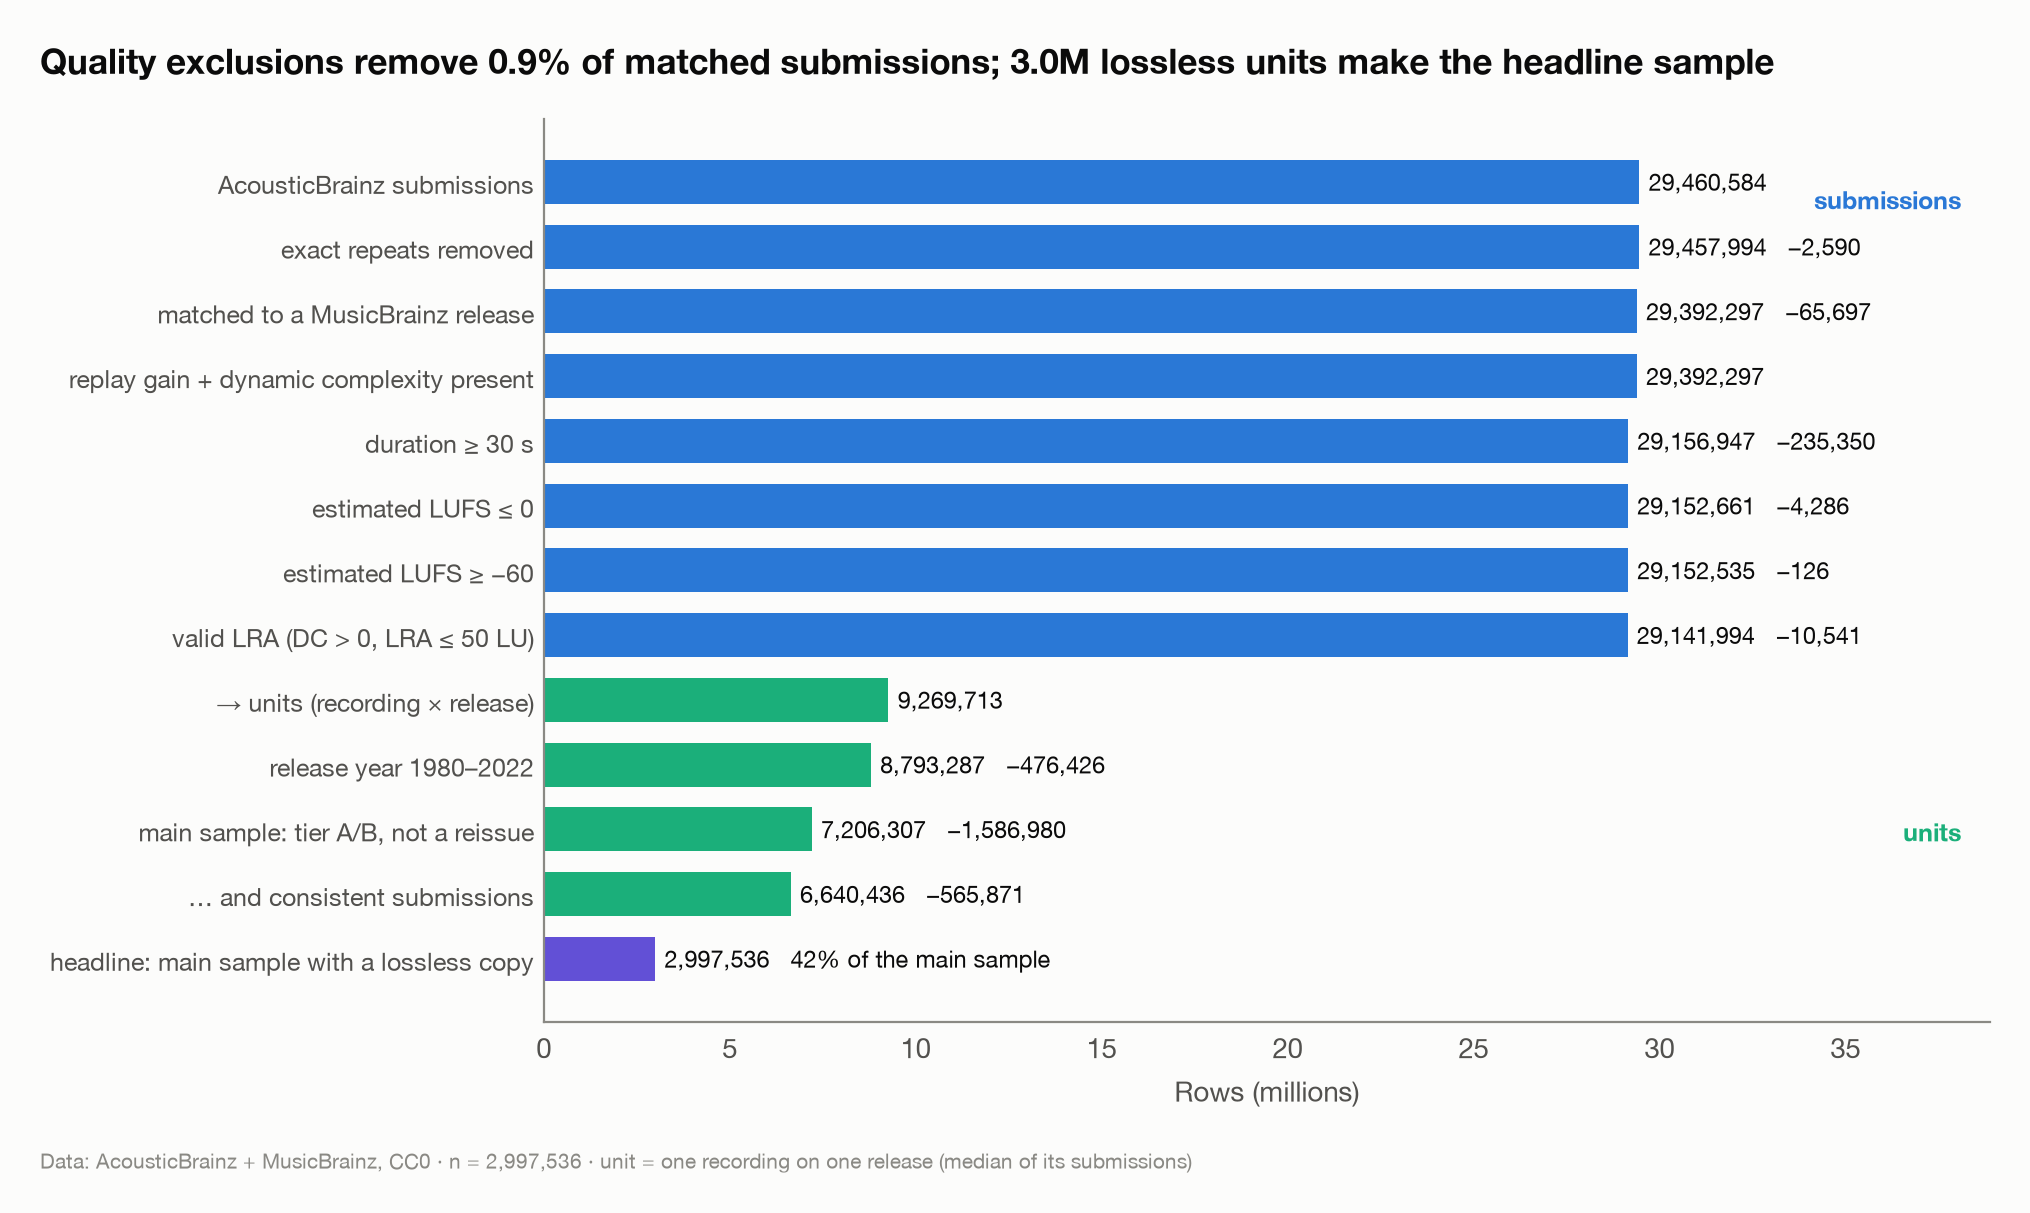 Quality exclusions remove 0.9% of matched submissions; 3.0M lossless units make the headline sample
AcousticBrainz submissions 29,460,584
submissions
exact repeats removed 29,457,994 −2,590
matched to a MusicBrainz release 29,392,297 −65,697
replay gain + dynamic complexity present 29,392,297
duration ≥ 30 s 29,156,947 −235,350
estimated LUFS ≤ 0 29,152,661 −4,286
estimated LUFS ≥ −60 29,152,535 −126
valid LRA (DC > 0, LRA ≤ 50 LU) 29,141,994 −10,541
→ units (recording × release) 9,269,713
release year 1980–2022 8,793,287 −476,426
main sample: tier A/B, not a reissue 7,206,307 −1,586,980 units
… and consistent submissions 6,640,436 −565,871
headline: main sample with a lossless copy 2,997,536 42% of the main sample
0 5 10 15 20 25 30 35
Rows (millions)
Data: AcousticBrainz + MusicBrainz, CC0 · n = 2,997,536 · unit = one recording on one release (median of its submissions)